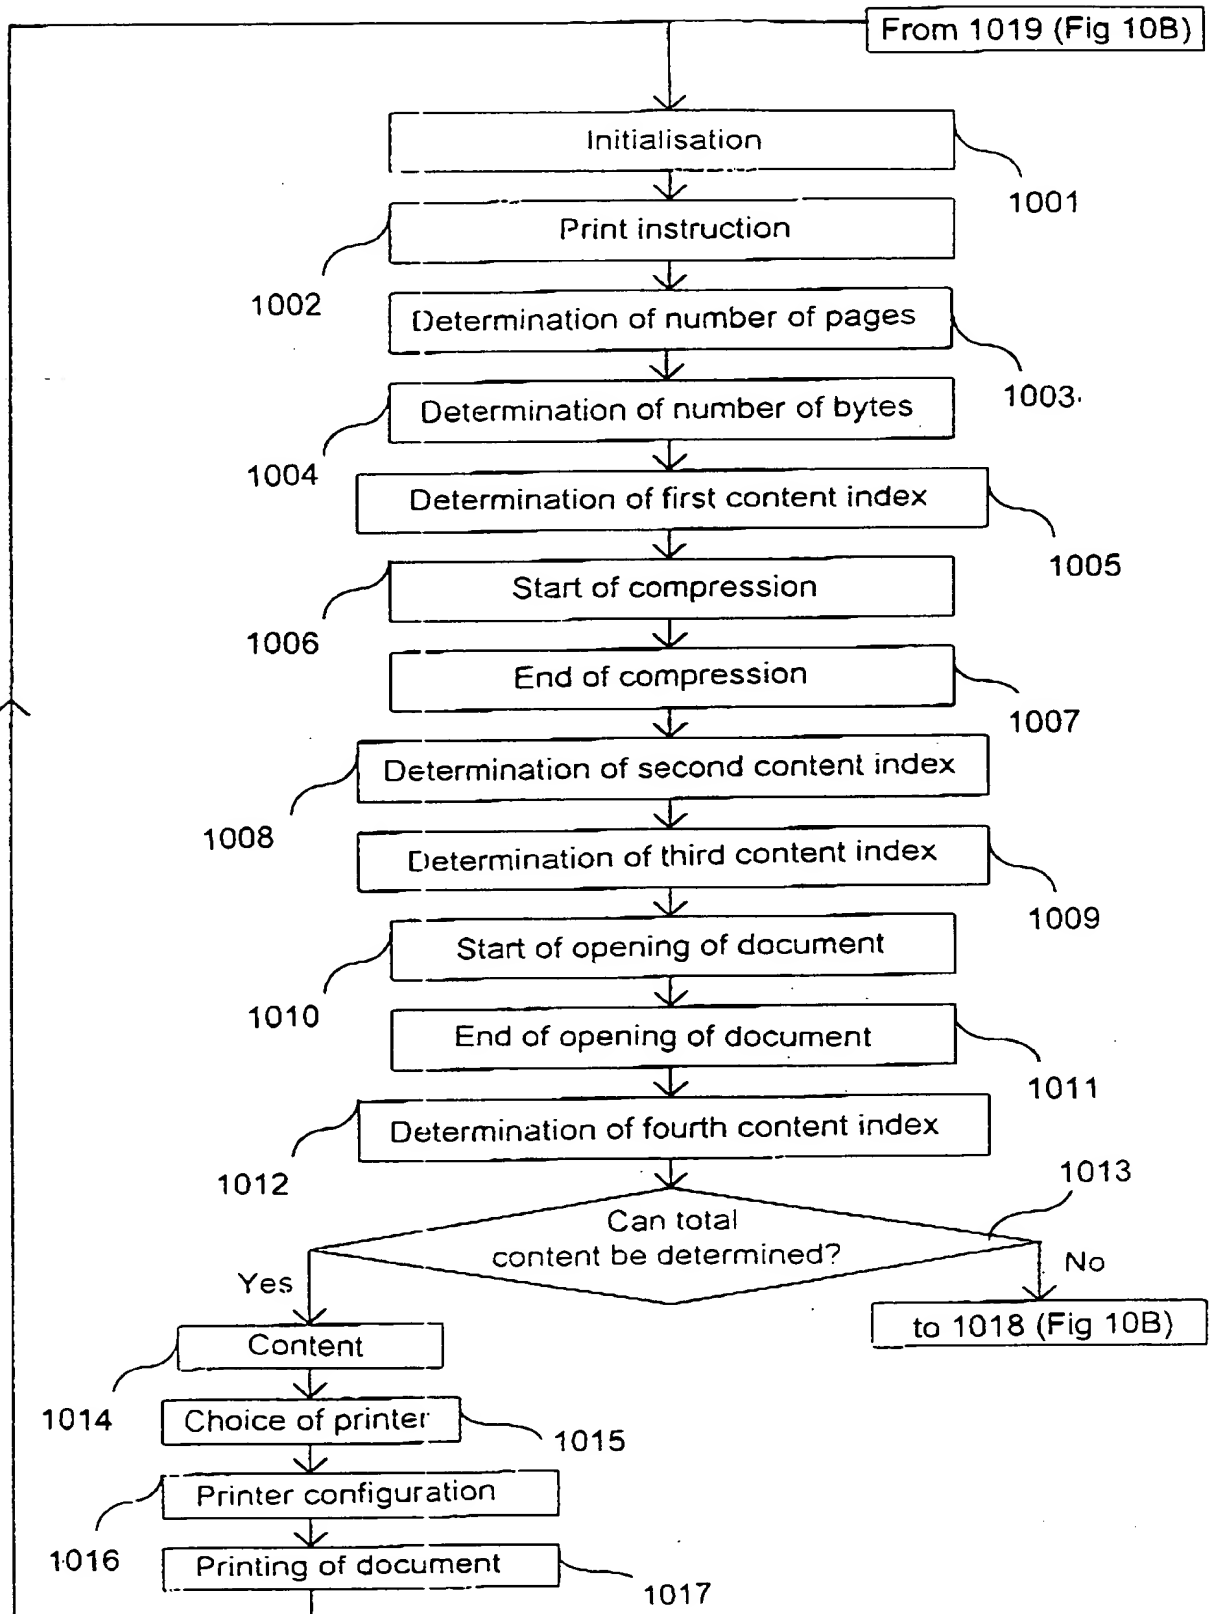 From 1019 (Fig 10B)
Initialisation
1001
Print instruction
1002
Determination of number of pages
1003
Determination of number of bytes
1004
Determination of first content index
1005
Start of compression
1006
End of compression
1007
Determination of second content index
1008
Determination of third content index
1009
Start of opening of document
1010
End of opening of document
1011
Determination of fourth content index
1012
1013
Can total
content be determined?
Yes
No
to 1018 (Fig 10B)
Content
1014
Choice of printer
1015
Printer configuration
1016
Printing of document
1017